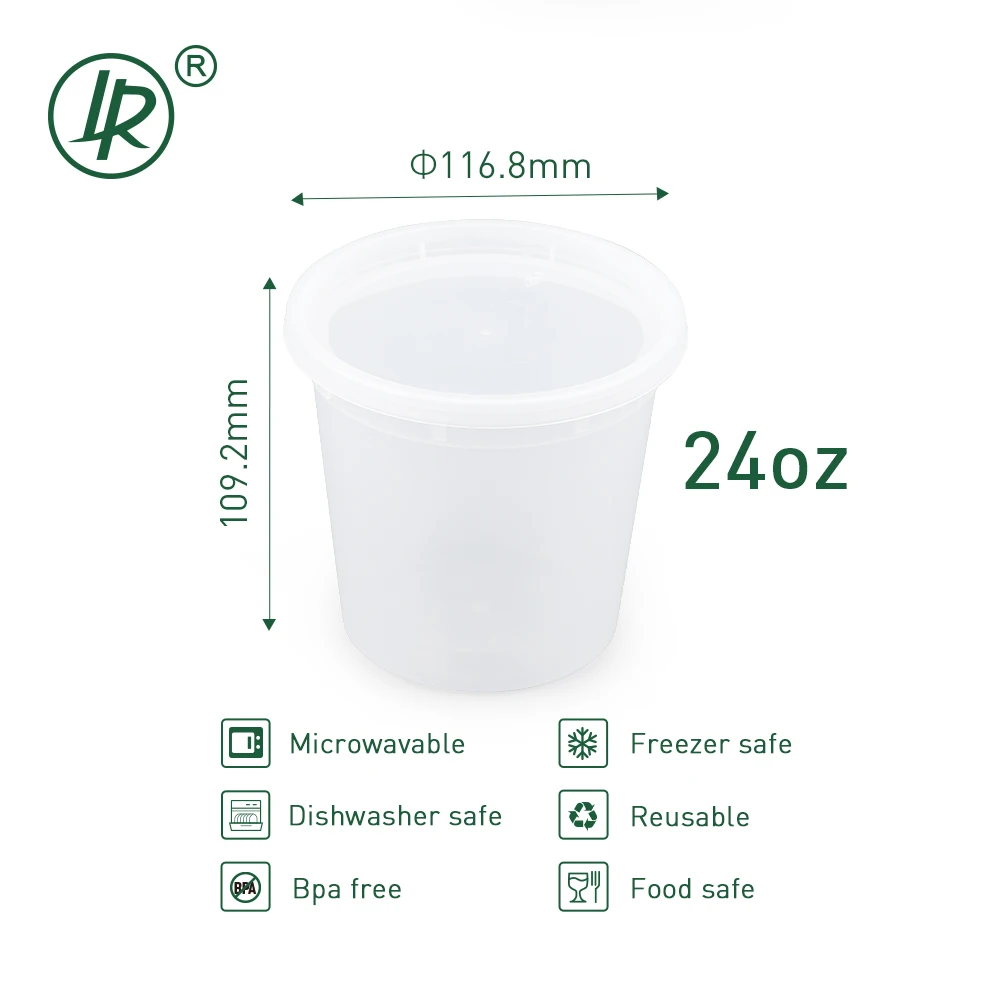 LR®
Φ116.8mm
109.2mm
24oz
Microwavable
Freezer safe
Dishwasher safe
Reusable
BPA
Bpa free
Food safe